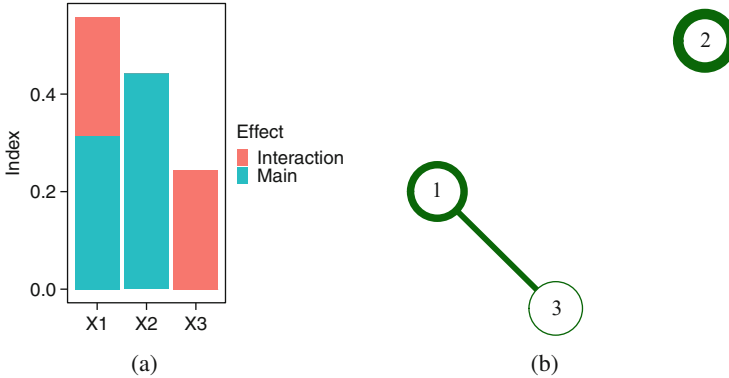 Index
0.4
0.2
0.0
X1 X2 X3
Effect
Interaction
Main
(a)
2
1
3
(b)